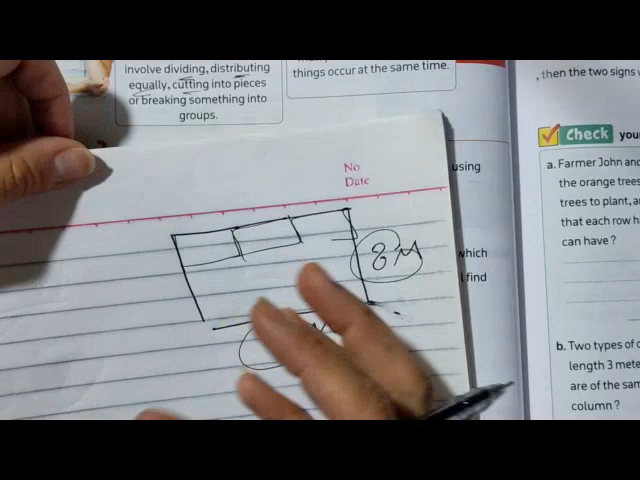 involve dividing, distributing
equally, cutting into pieces
or breaking something into
groups.
things occur at the same time.
, then the two signs
Check you
a. Farmer John and
the orange trees
trees to plant, a
that each row h
can have?
b. Two types of
length 3 mete
are of the sam
column?
using
which
find
No
Date
8M